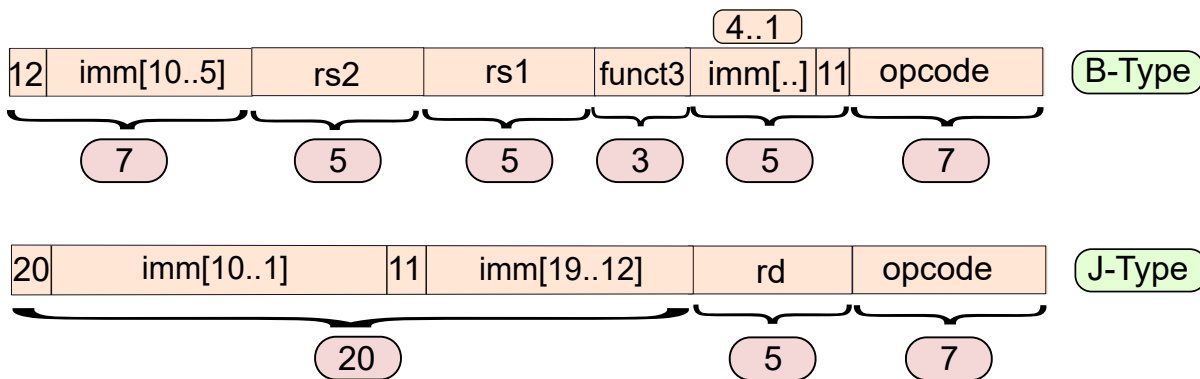 4..1
12 imm[10..5] rs2 rs1 funct3 imm[..] 11 opcode B-Type
7 5 5 3 5 7
20 imm[10..1] 11 imm[19..12] rd opcode J-Type
20 5 7